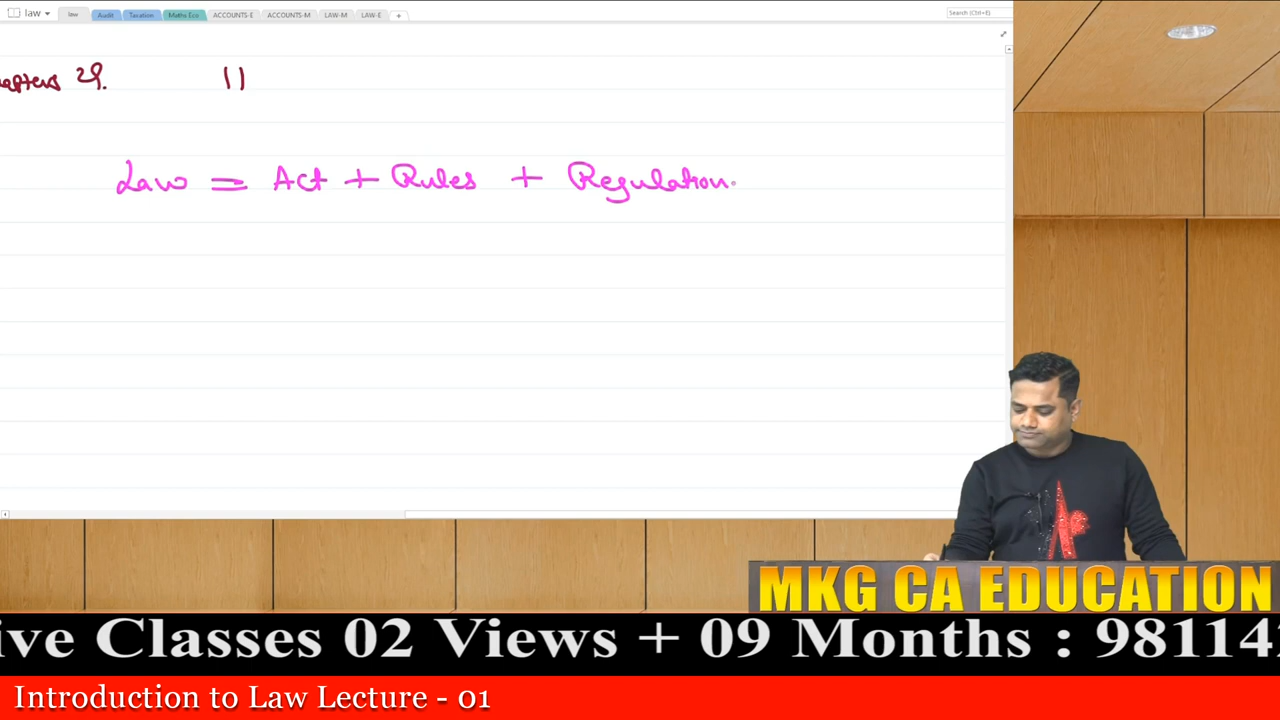 law
law Audit Taxation Maths Eco ACCOUNTS-E ACCOUNTS-M LAW-M LAW-E +
Search (Ctrl+E)
29. 11
Law = Act + Rules + Regulation.
MKG CA EDUCATION
ive Classes 02 Views + 09 Months : 98114
Introduction to Law Lecture - 01